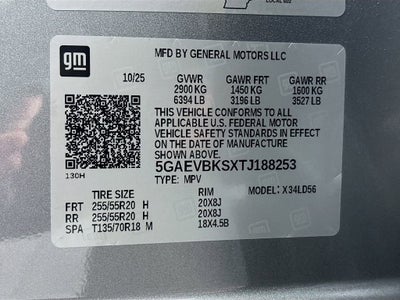 LOCAL 602
gm
MFD BY GENERAL MOTORS LLC
10/25 GVWR GAWR FRT GAWR RR
2900 KG 1450 KG 1600 KG
6394 LB 3196 LB 3527 LB
THIS VEHICLE CONFORMS TO ALL
APPLICABLE U.S. FEDERAL MOTOR
VEHICLE SAFETY STANDARDS IN EFFECT
ON THE DATE OF MANUFACTURE
SHOWN ABOVE.
5GAEVBKSXTJ188253
130H
TYPE: MPV
TIRE SIZE RIM MODEL: X34LD56
FRT 255/55R20 H 20X8J
RR 255/55R20 H 20X8J
SPA T135/70R18 M 18X4.5B